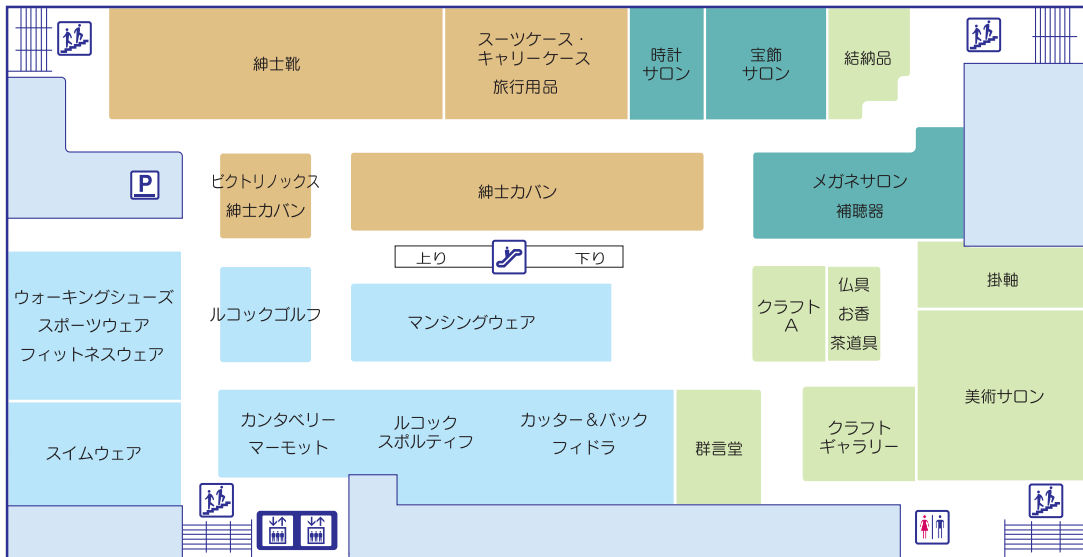 紳士靴
スーツケース・
キャリーケース
旅行用品
時計
サロン
宝飾
サロン
結納品
P
ビクトリノックス
紳士カバン
紳士カバン
メガネサロン
補聴器
上り
下り
ウォーキングシューズ
スポーツウェア
フィットネスウェア
ルコックゴルフ
マンシングウェア
クラフト
A
仏具
お香
茶道具
掛軸
美術サロン
スイムウェア
カンタベリー
マーモット
ルコック
スポルティフ
カッター＆バック
フィドラ
群言堂
クラフト
ギャラリー